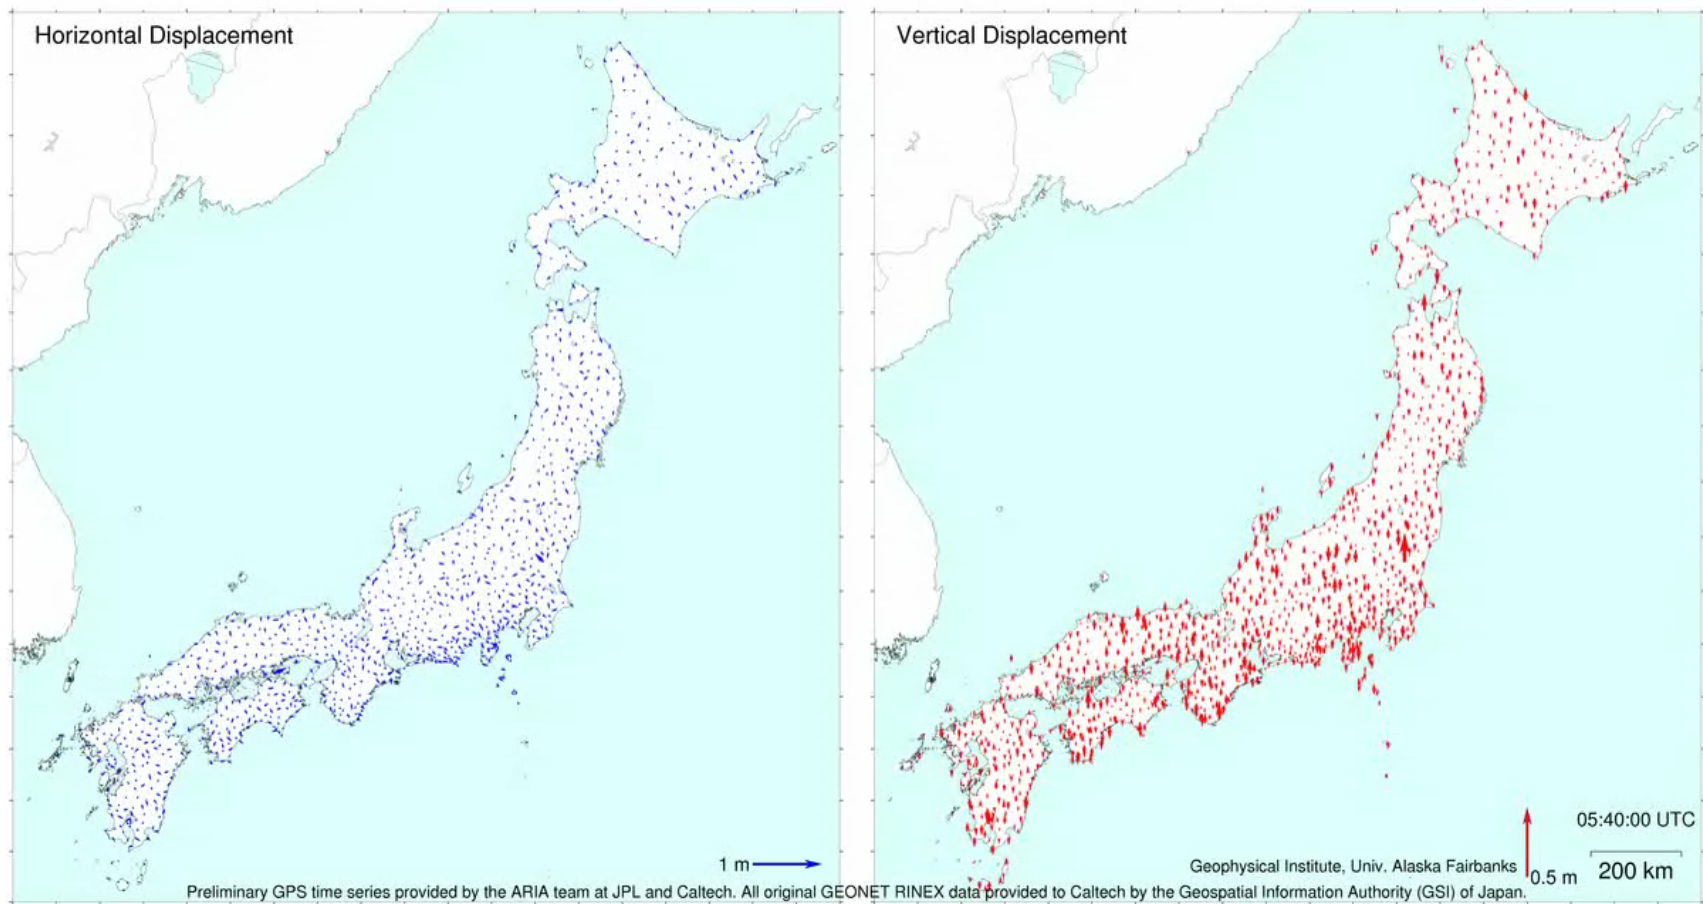 Horizontal Displacement
Vertical Displacement
05:40:00 UTC
1 m
Geophysical Institute, Univ. Alaska Fairbanks
0.5 m
200 km
Preliminary GPS time series provided by the ARIA team at JPL and Caltech. All original GEONET RINEX data provided to Caltech by the Geospatial Information Authority (GSI) of Japan.